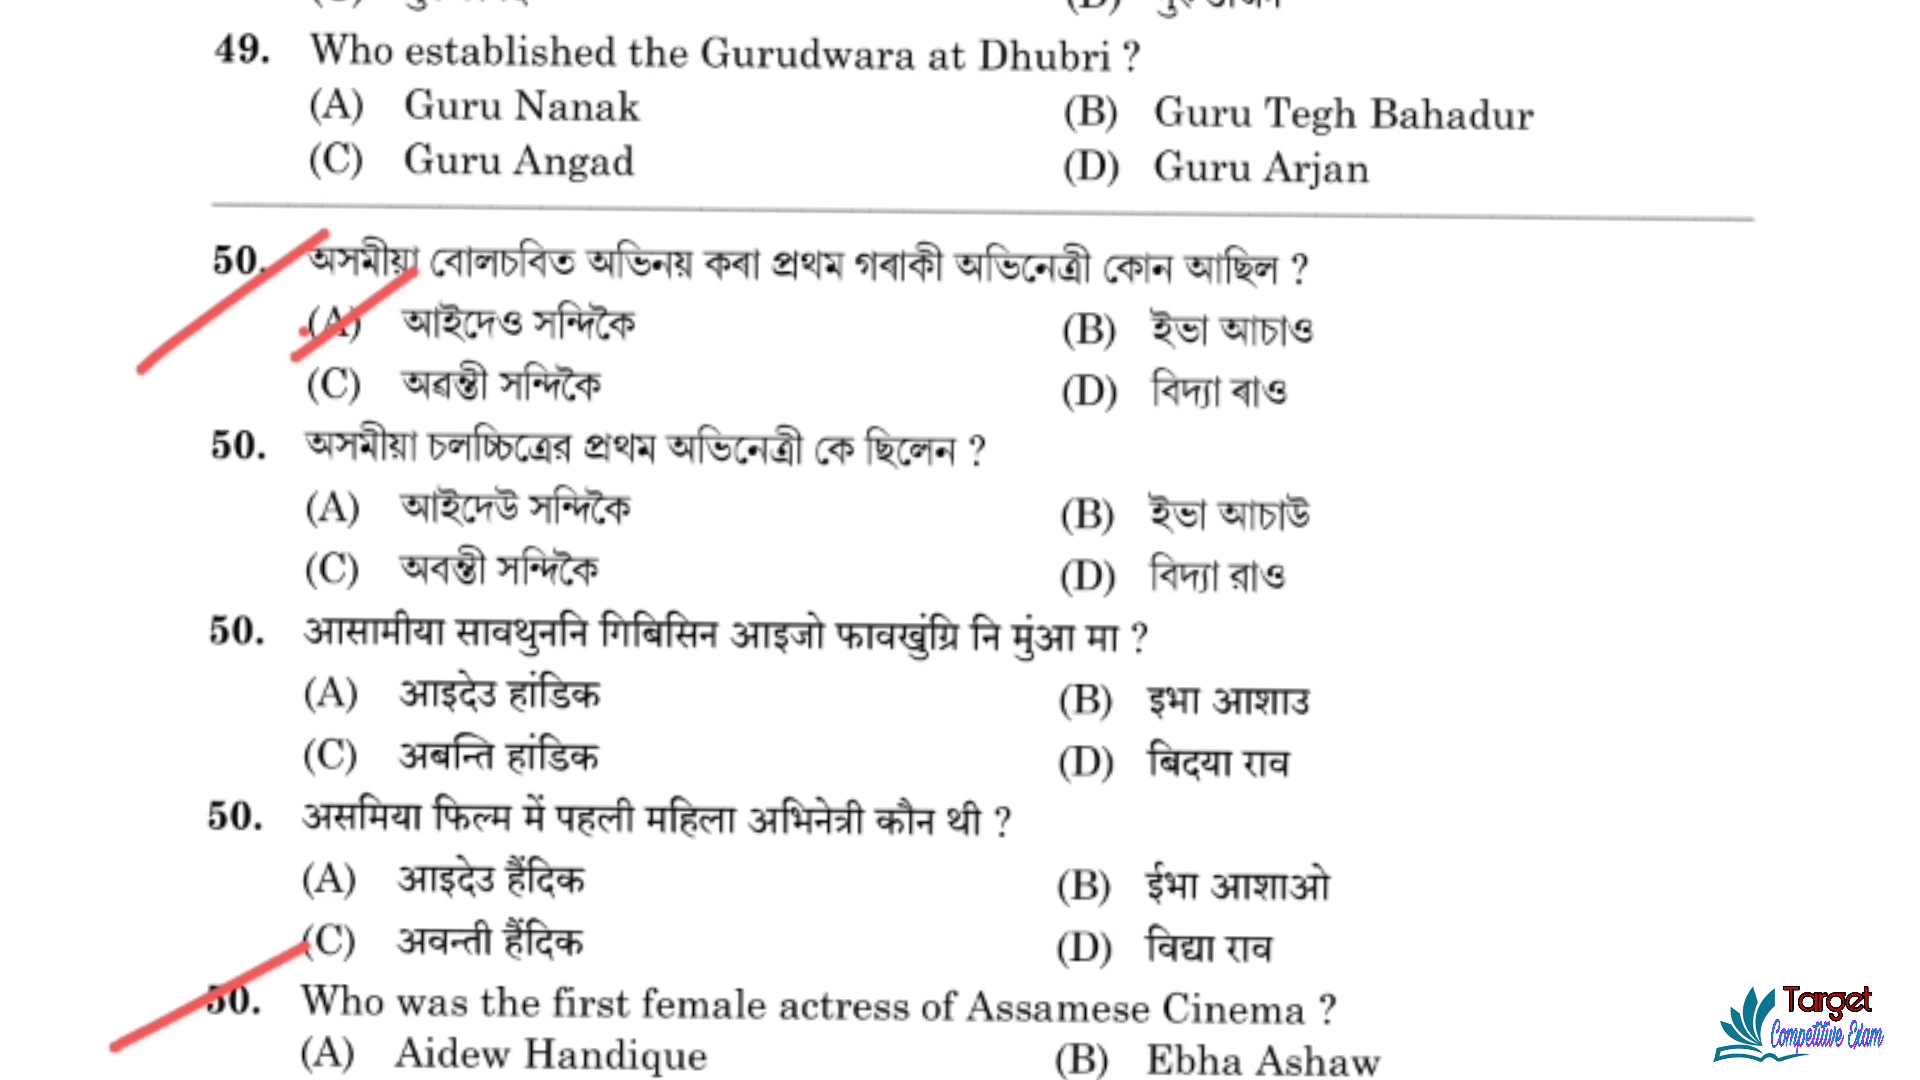 49. Who established the Gurudwara at Dhubri ?
(A) Guru Nanak (B) Guru Tegh Bahadur
(C) Guru Angad (D) Guru Arjan
50. অসমীয়া বোলচবিত অভিনয় কৰা প্ৰথম গৰাকী অভিনেত্ৰী কোন আছিল ?
(A) আইদেও সন্দিকৈ (B) ইভা আচাও
(C) অৱন্তী সন্দিকৈ (D) বিদ্যা ৰাও
50. অসমীয়া চলচ্চিত্রের প্রথম অভিনেত্রী কে ছিলেন ?
(A) আইদেউ সন্দিকৈ (B) ইভা আচাউ
(C) অবন্তী সন্দিকৈ (D) বিদ্যা রাও
50. आसामीया सावथुननि गिबिसिन आइजो फावखुंग्रि नि मुंआ मा ?
(A) आइदेउ हांडिक (B) इभा आशाउ
(C) अबन्ति हांडिक (D) बिदया राव
50. असमिया फिल्म में पहली महिला अभिनेत्री कौन थी ?
(A) आइदेउ हैंदिक (B) ईभा आशाओ
(C) अवन्ती हैंदिक (D) विद्या राव
50. Who was the first female actress of Assamese Cinema ?
(A) Aidew Handique (B) Ebha Ashaw
Target
Competitive Exam